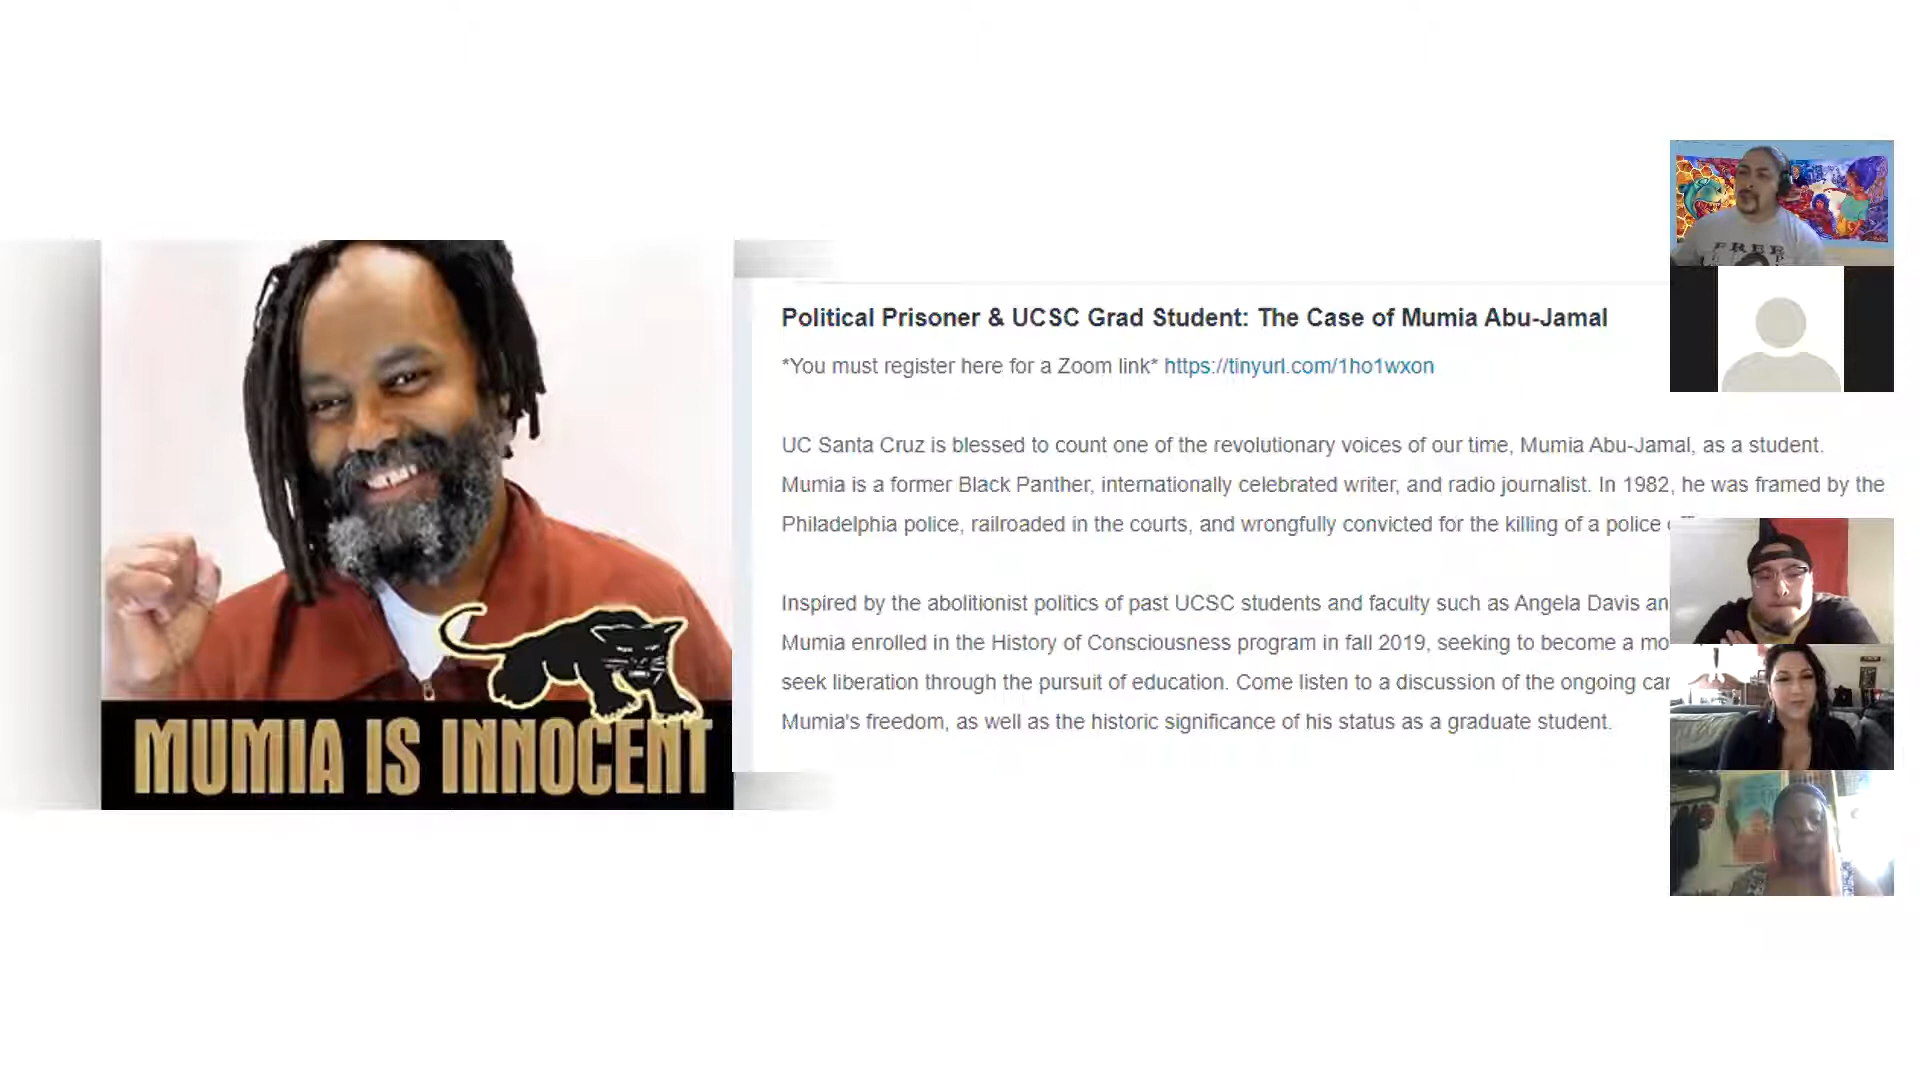 MUMIA IS INNOCENT
Political Prisoner & UCSC Grad Student: The Case of Mumia Abu-Jamal
*You must register here for a Zoom link* https://tinyurl.com/1ho1wxon
UC Santa Cruz is blessed to count one of the revolutionary voices of our time, Mumia Abu-Jamal, as a student.
Mumia is a former Black Panther, internationally celebrated writer, and radio journalist. In 1982, he was framed by the
Philadelphia police, railroaded in the courts, and wrongfully convicted for the killing of a police
Inspired by the abolitionist politics of past UCSC students and faculty such as Angela Davis
Mumia enrolled in the History of Consciousness program in fall 2019, seeking to become a
seek liberation through the pursuit of education. Come listen to a discussion of the ongoing
Mumia's freedom, as well as the historic significance of his status as a graduate student.
FREE